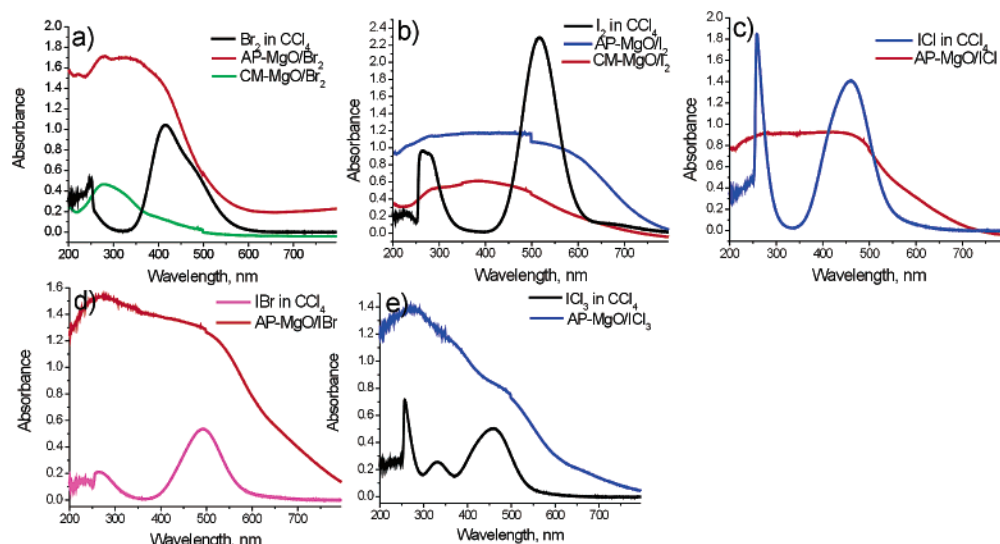 a)
Br₂ in CCl₄
AP-MgO/Br₂
CM-MgO/Br₂
2.0
1.8
1.6
1.4
1.2
1.0
0.8
0.6
0.4
0.2
0.0
Absorbance
200 300 400 500 600 700
Wavelength, nm
b)
I₂ in CCl₄
AP-MgO/I₂
CM-MgO/I₂
2.4
2.2
2.0
1.8
1.6
1.4
1.2
1.0
0.8
0.6
0.4
0.2
0.0
Absorbance
200 300 400 500 600 700
Wavelength, nm
c)
ICl in CCl₄
AP-MgO/ICl
1.8
1.6
1.4
1.2
1.0
0.8
0.6
0.4
0.2
0.0
Absorbance
200 300 400 500 600 700
Wavelength, nm
d)
IBr in CCl₄
AP-MgO/IBr
1.6
1.4
1.2
1.0
0.8
0.6
0.4
0.2
0.0
Absorbance
200 300 400 500 600 700
Wavelength, nm
e)
ICl₃ in CCl₄
AP-MgO/ICl₃
1.4
1.2
1.0
0.8
0.6
0.4
0.2
0.0
Absorbance
200 300 400 500 600 700
Wavelength, nm